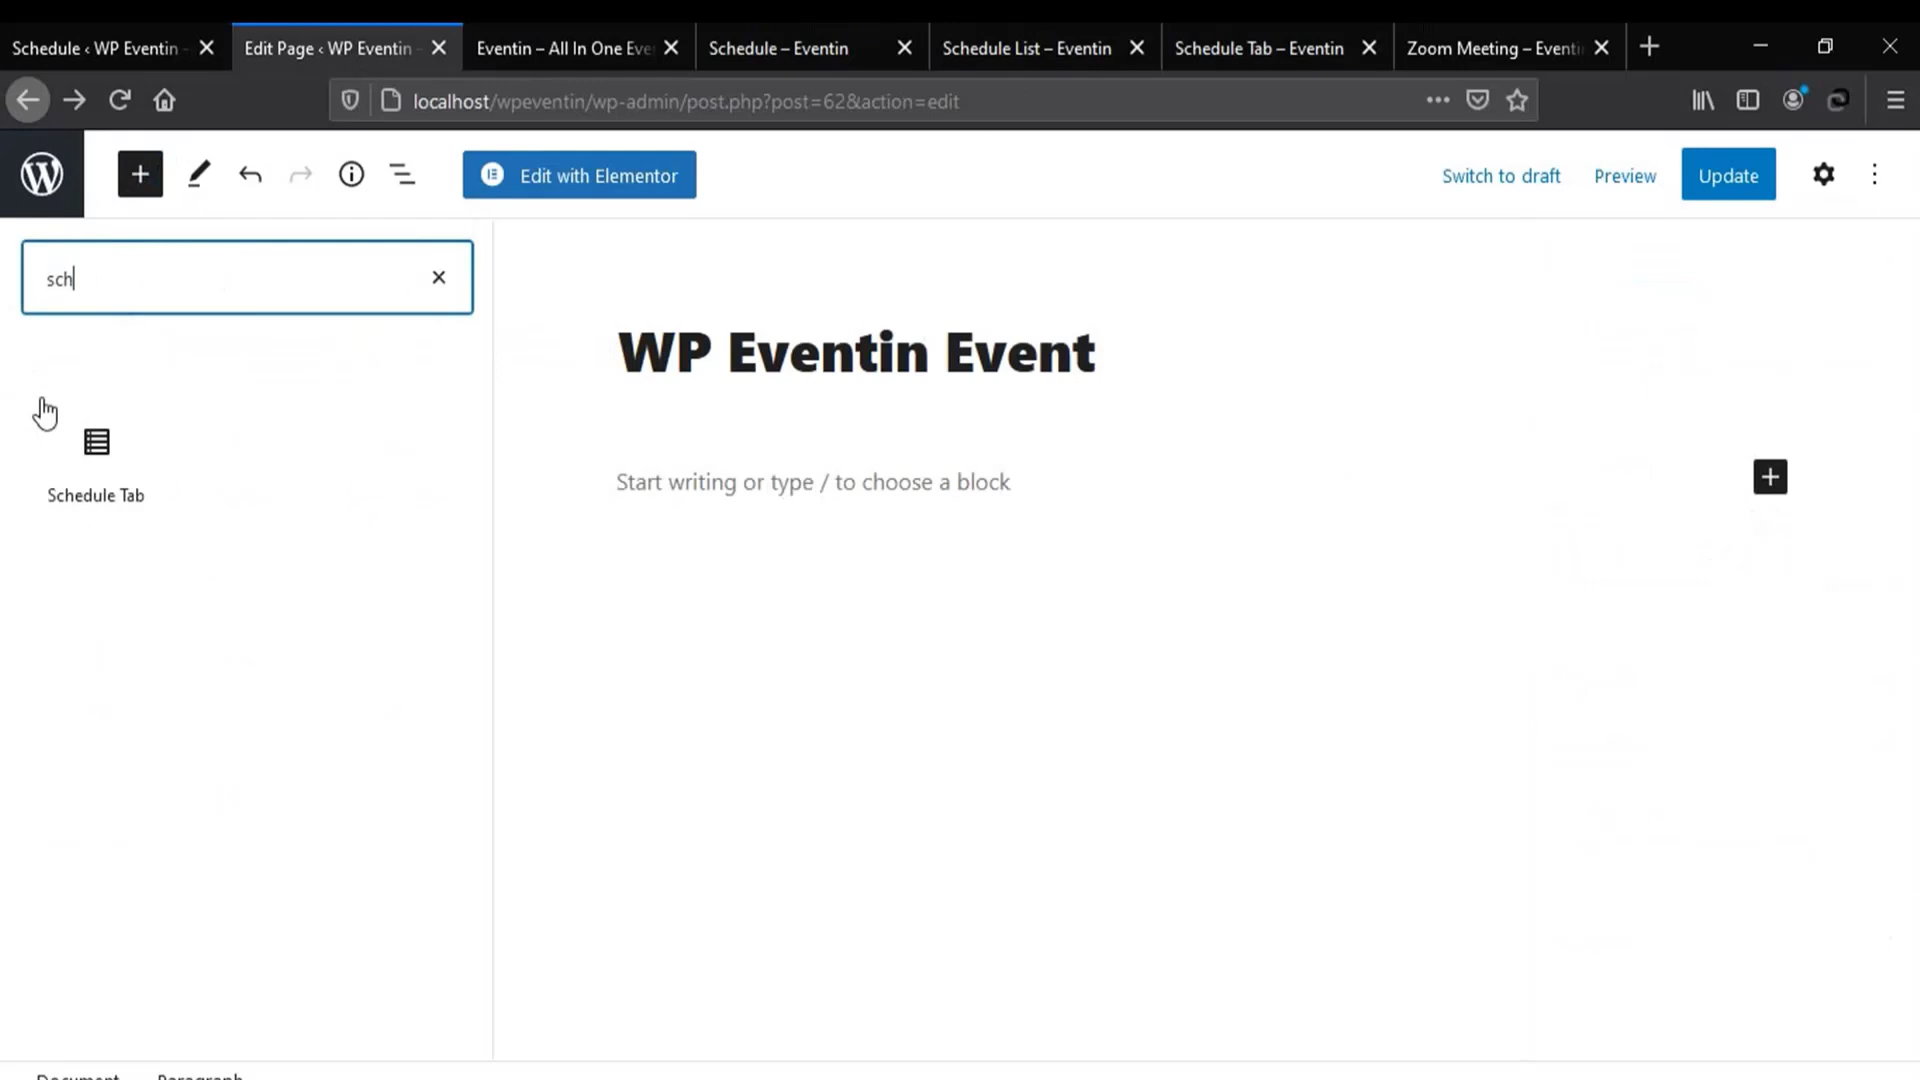 Schedule ‹ WP Eventin -
Edit Page ‹ WP Eventin -
Eventin – All In One Eve
Schedule – Eventin
Schedule List – Eventin
Schedule Tab – Eventin
Zoom Meeting – Eventi
localhost/wpeventin/wp-admin/post.php?post=62&action=edit
Edit with Elementor
Switch to draft
Preview
Update
sch
WP Eventin Event
Start writing or type / to choose a block
Schedule Tab
Document
Paragraph